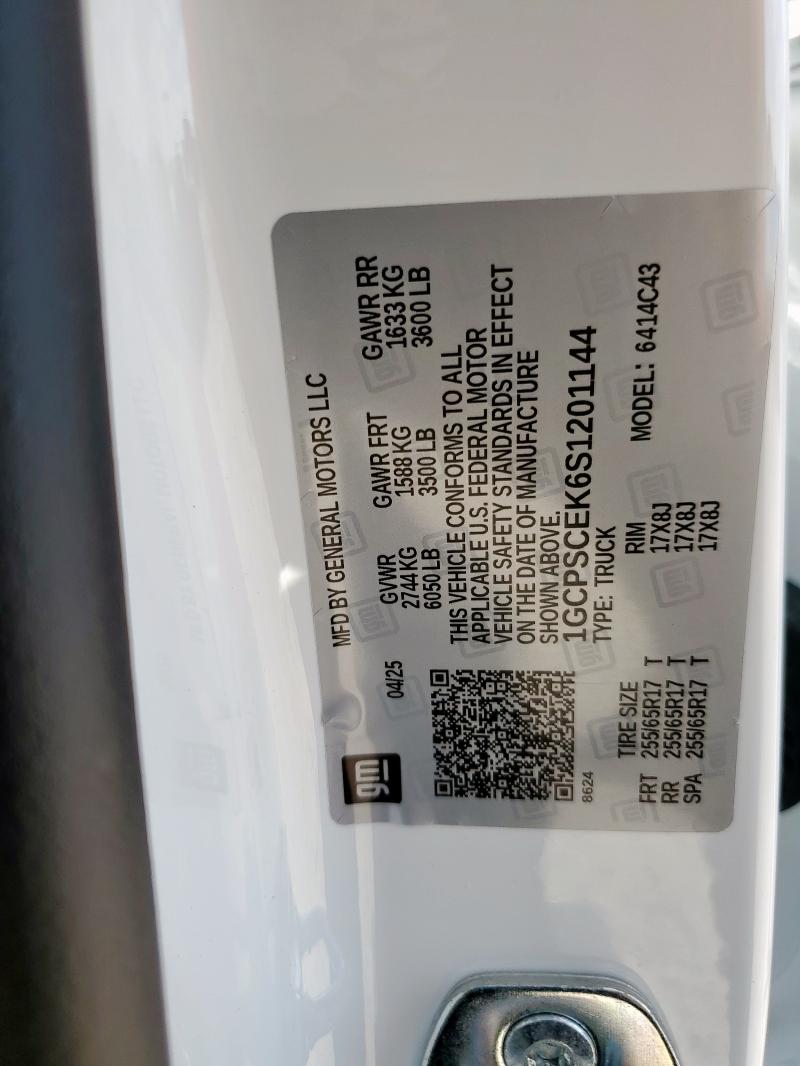 gm
04/25
MFD BY GENERAL MOTORS LLC
GVWR GAWR FRT GAWR RR
2744 KG 1588 KG 1633 KG
6050 LB 3500 LB 3600 LB
THIS VEHICLE CONFORMS TO ALL
APPLICABLE U.S. FEDERAL MOTOR
VEHICLE SAFETY STANDARDS IN EFFECT
ON THE DATE OF MANUFACTURE
SHOWN ABOVE.
1GCPSCEK6S1201144
8624
TYPE: TRUCK
TIRE SIZE RIM MODEL: 6414C43
FRT 255/65R17 T 17X8J
RR 255/65R17 T 17X8J
SPA 255/65R17 T 17X8J